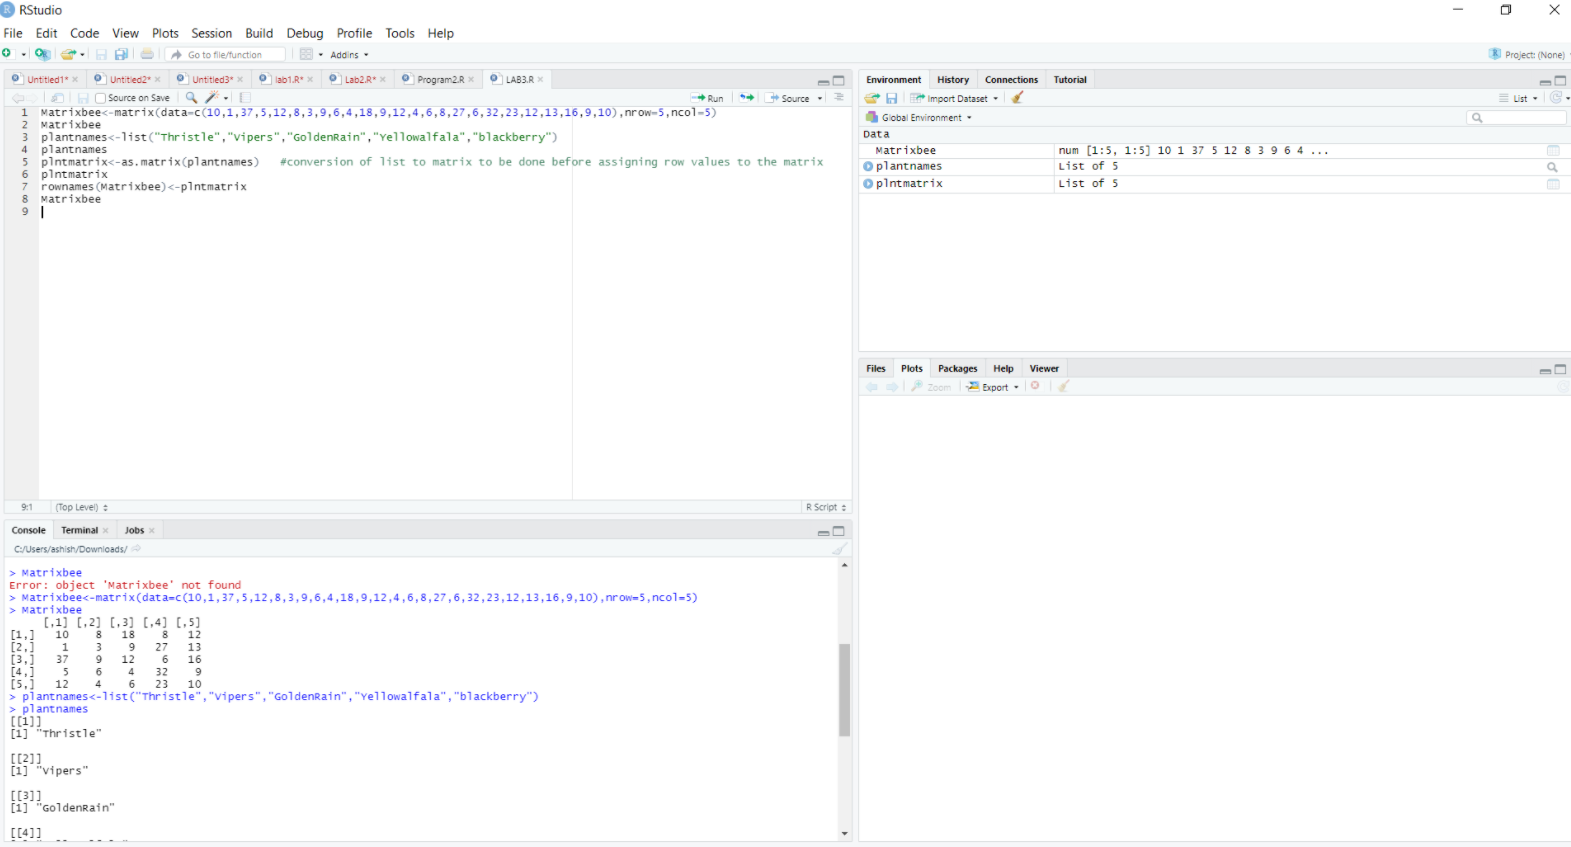 RStudio
File Edit Code View Plots Session Build Debug Profile Tools Help
Go to file/function Addins Project: (None)
Untitled1* Untitled2* Untitled3* lab1.R* Lab2.R* Program2.R LAB3.R
Source on Save Run Source
1 Matrixbee<-matrix(data=c(10,1,37,5,12,8,3,9,6,4,18,9,12,4,6,8,27,6,32,23,12,13,16,9,10),nrow=5,ncol=5)
2 Matrixbee
3 plantnames<-list("Thristle","Vipers","GoldenRain","Yellowalfala","blackberry")
4 plantnames
5 plntmatrix<-as.matrix(plantnames) #conversion of list to matrix to be done before assigning row values to the matrix
6 plntmatrix
7 rownames(Matrixbee)<-plntmatrix
8 Matrixbee
9
9:1 (Top Level) R Script
Console Terminal Jobs
C:/Users/ashish/Downloads/
> Matrixbee
Error: object 'Matrixbee' not found
> Matrixbee<-matrix(data=c(10,1,37,5,12,8,3,9,6,4,18,9,12,4,6,8,27,6,32,23,12,13,16,9,10),nrow=5,ncol=5)
> Matrixbee
[,1] [,2] [,3] [,4] [,5]
[1,] 10 8 18 8 12
[2,] 1 3 9 27 13
[3,] 37 9 12 6 16
[4,] 5 6 4 32 9
[5,] 12 4 6 23 10
> plantnames<-list("Thristle","Vipers","GoldenRain","Yellowalfala","blackberry")
> plantnames
[[1]]
[1] "Thristle"
[[2]]
[1] "Vipers"
[[3]]
[1] "GoldenRain"
[[4]]
Environment History Connections Tutorial
Import Dataset List
Global Environment
Data
Matrixbee num [1:5, 1:5] 10 1 37 5 12 8 3 9 6 4 ...
plantnames List of 5
plntmatrix List of 5
Files Plots Packages Help Viewer
Zoom Export